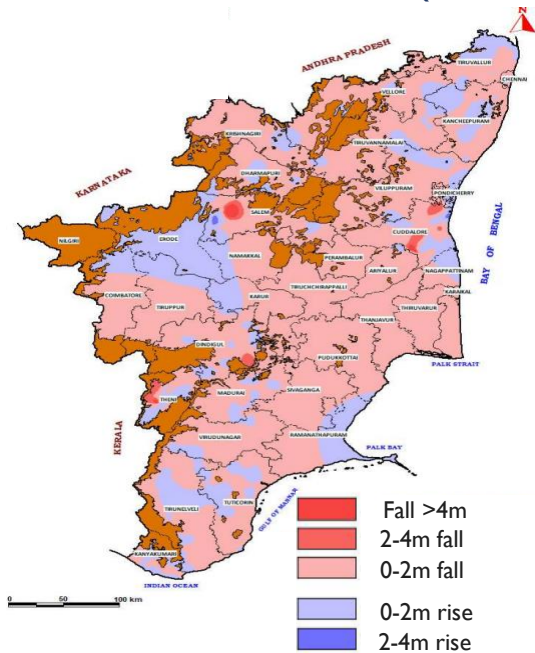 N
ANDHRA PRADESH
TIRUVALLUR
CHENNAI
VELLORE
KANCHEEPURAM
KRISHNAGIRI
TIRUVANNAMALAI
DHARMAPURI
KARNATAKA
VILUPPURAM
PONDICHERRY
SALEM
NILGIRI
ERODE
CUDDALORE
BAY OF BENGAL
NAMAKKAL
PERAMBALUR
ARIYALUR
NAGAPPATTINAM
COIMBATORE
KARUR
TIRUCHCHIRAPPALLI
KARAIKAL
TIRUPPUR
THANJAVUR
THIRUVARUR
DINDIGUL
PUDUKKOTTAI
PALK STRAIT
THENI
MADURAI
SIVAGANGA
KERALA
VIRUDUNAGAR
RAMANATHAPURAM
PALK BAY
TIRUNELVELI
TUTICORIN
GULF OF MANNAR
KANYAKUMARI
INDIAN OCEAN
0 50 100 km
Fall >4m
2-4m fall
0-2m fall
0-2m rise
2-4m rise